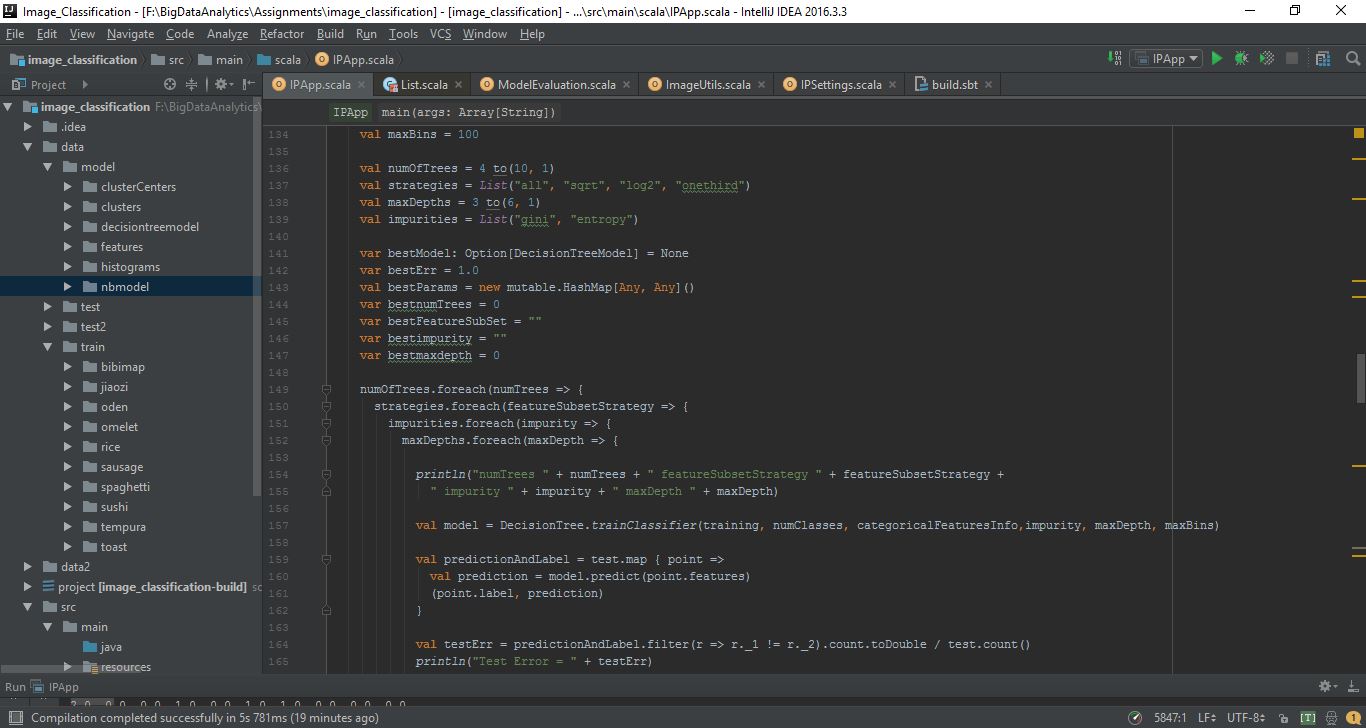 Image_Classification - [F:\BigDataAnalytics\Assignments\image_classification] - [image_classification] - ...\src\main\scala\IPApp.scala - IntelliJ IDEA 2016.3.3
File Edit View Navigate Code Analyze Refactor Build Run Tools VCS Window Help
image_classification src main scala IPApp.scala IPApp
Project IPApp.scala List.scala ModelEvaluation.scala ImageUtils.scala IPSettings.scala build.sbt
image_classification F:\BigDataAnalytics\
.idea
data
model
clusterCenters
clusters
decisiontreemodel
features
histograms
nbmodel
test
test2
train
bibimap
jiaozi
oden
omelet
rice
sausage
spaghetti
sushi
tempura
toast
data2
project [image_classification-build] sc
src
main
java
resources
IPApp main(args: Array[String])
134 val maxBins = 100
135
136 val numOfTrees = 4 to(10, 1)
137 val strategies = List("all", "sqrt", "log2", "onethird")
138 val maxDepths = 3 to(6, 1)
139 val impurities = List("gini", "entropy")
140
141 var bestModel: Option[DecisionTreeModel] = None
142 var bestErr = 1.0
143 val bestParams = new mutable.HashMap[Any, Any]()
144 var bestnumTrees = 0
145 var bestFeatureSubSet = ""
146 var bestimpurity = ""
147 var bestmaxdepth = 0
148
149 numOfTrees.foreach(numTrees => {
150 strategies.foreach(featureSubsetStrategy => {
151 impurities.foreach(impurity => {
152 maxDepths.foreach(maxDepth => {
153
154 println("numTrees " + numTrees + " featureSubsetStrategy " + featureSubsetStrategy +
155 " impurity " + impurity + " maxDepth " + maxDepth)
156
157 val model = DecisionTree.trainClassifier(training, numClasses, categoricalFeaturesInfo,impurity, maxDepth, maxBins)
158
159 val predictionAndLabel = test.map { point =>
160 val prediction = model.predict(point.features)
161 (point.label, prediction)
162 }
163
164 val testErr = predictionAndLabel.filter(r => r._1 != r._2).count.toDouble / test.count()
165 println("Test Error = " + testErr)
Run IPApp
Compilation completed successfully in 5s 781ms (19 minutes ago) 5847:1 LF UTF-8 [T] 1